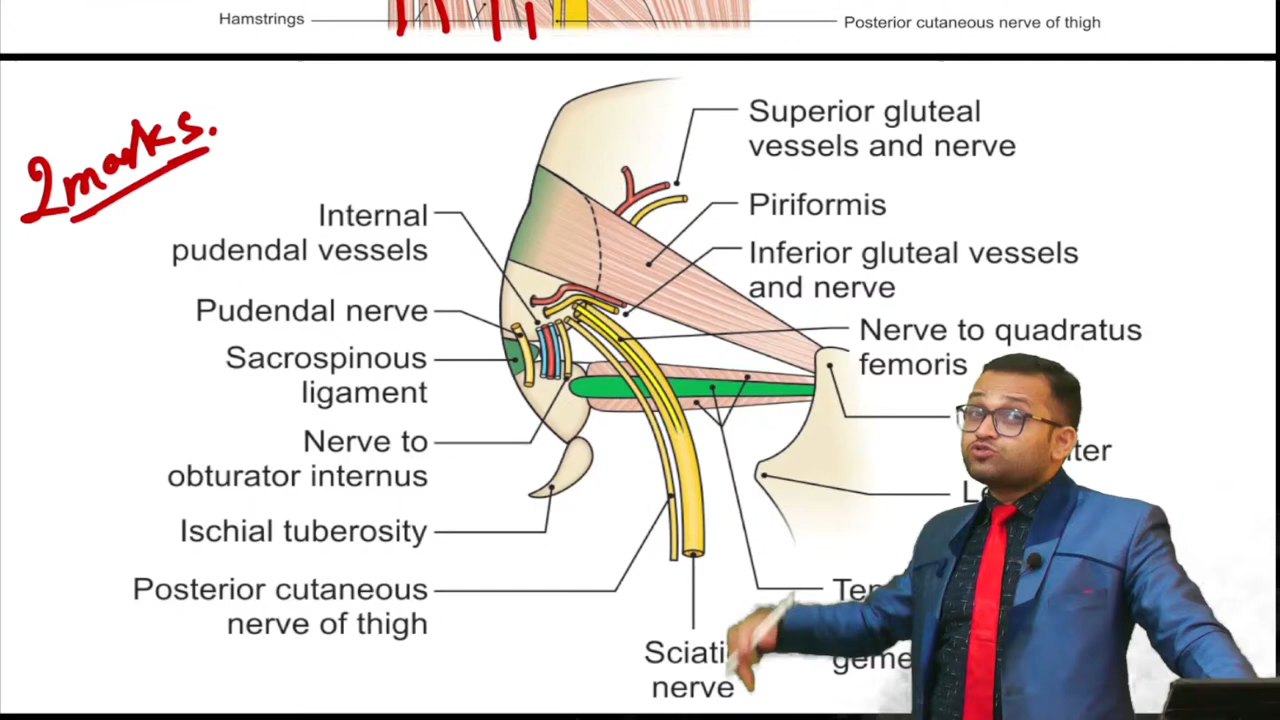 Hamstrings
Posterior cutaneous nerve of thigh
2 marks.
Superior gluteal
vessels and nerve
Internal
pudendal vessels
Piriformis
Inferior gluteal vessels
and nerve
Pudendal nerve
Nerve to quadratus
femoris
Sacrospinous
ligament
Nerve to
obturator internus
Ischial tuberosity
Posterior cutaneous
nerve of thigh
nerve